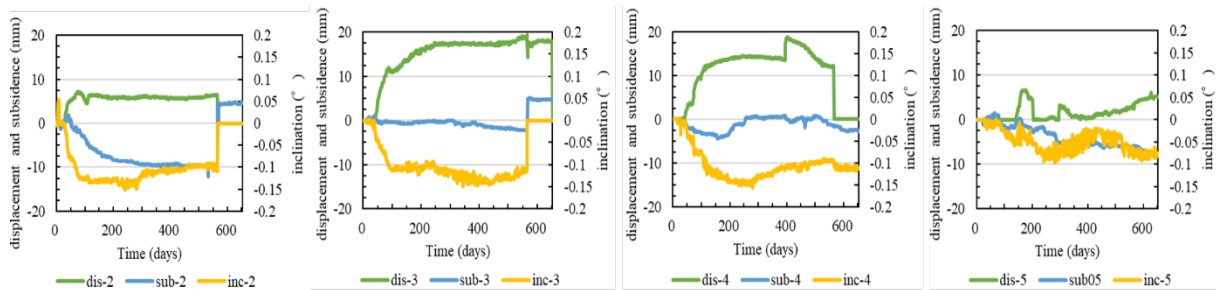 displacement and subsidence (mm)
20
10
0
-10
-20
0.2
0.15
0.1
0.05
0
-0.05
-0.1
-0.15
-0.2
inclination (°)
0 200 400 600
Time (days)
dis-2 sub-2 inc-2
displacement and subsidence (mm)
20
10
0
-10
-20
0.2
0.15
0.1
0.05
0
-0.05
-0.1
-0.15
-0.2
inclination (°)
0 200 400 600
Time (days)
dis-3 sub-3 inc-3
displacement and subsidence (mm)
20
10
0
-10
-20
0.2
0.15
0.1
0.05
0
-0.05
-0.1
-0.15
-0.2
inclination (°)
0 200 400 600
Time (days)
dis-4 sub-4 inc-4
displacement and subsidence (mm)
20
10
0
-10
-20
0.2
0.15
0.1
0.05
0
-0.05
-0.1
-0.15
-0.2
inclination (°)
0 200 400 600
Time (days)
dis-5 sub05 inc-5